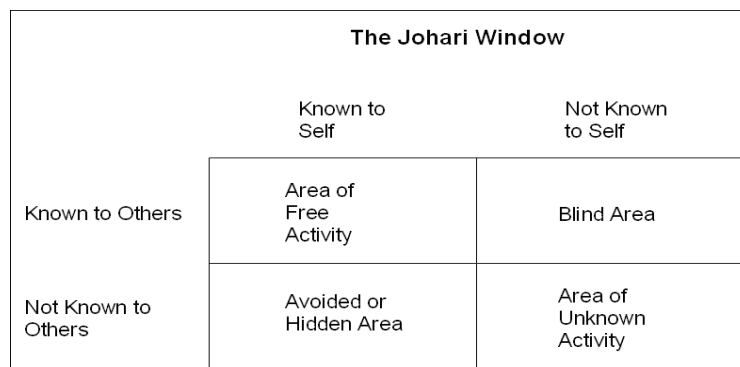 The Johari Window
Known to
Self
Not Known
to Self
Known to Others
Area of
Free
Activity
Blind Area
Not Known to
Others
Avoided or
Hidden Area
Area of
Unknown
Activity